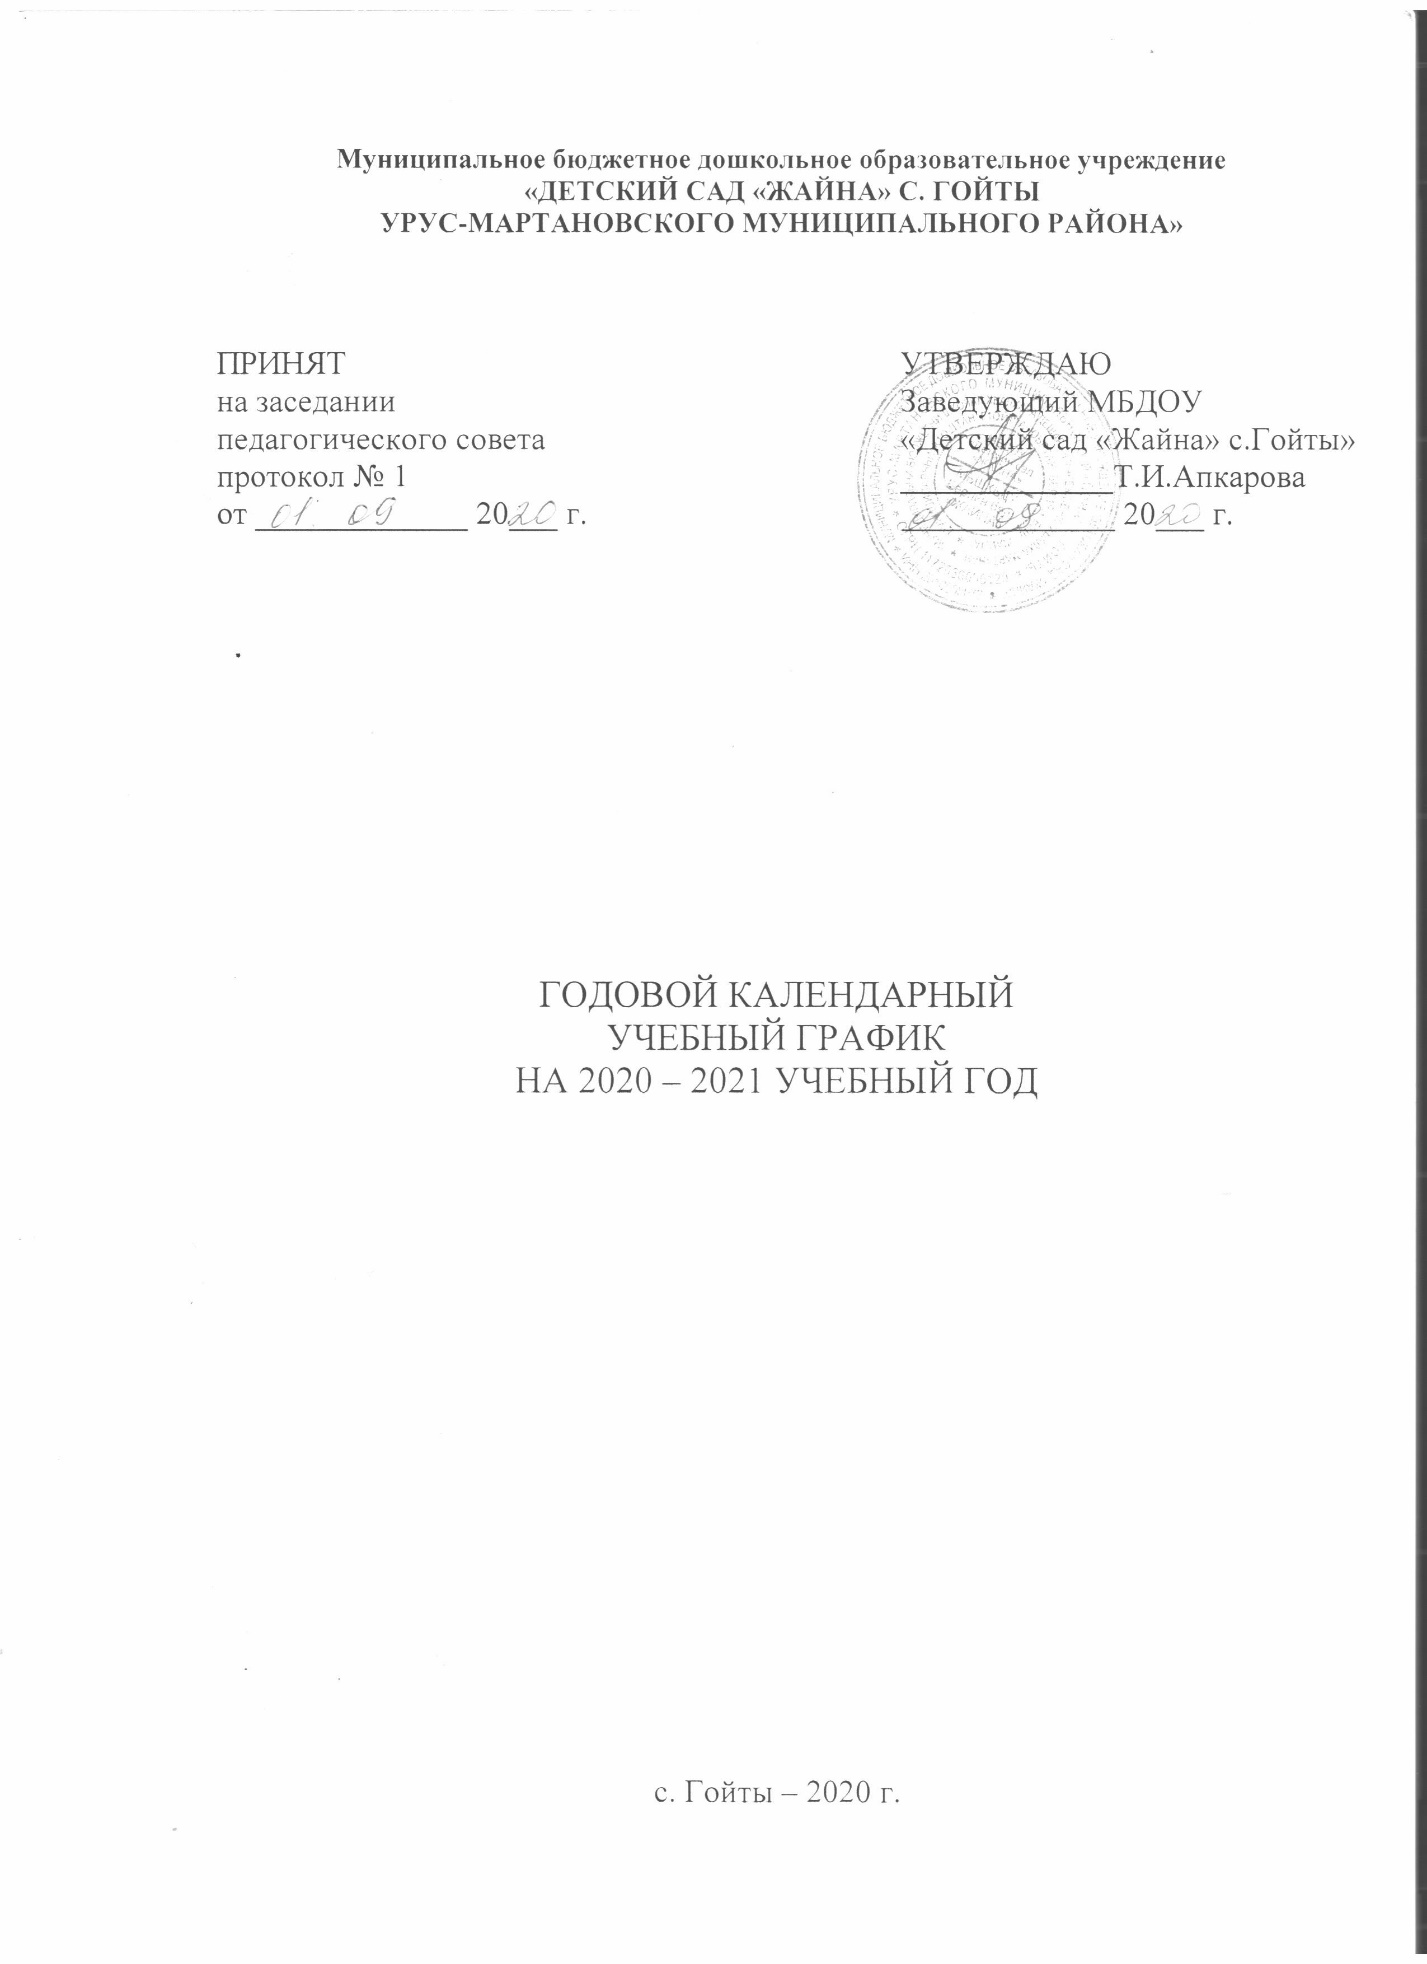 Муниципальное бюджетное дошкольное образовательное учреждение
«ДЕТСКИЙ САД «ЖАЙНА» С. ГОЙТЫ
УРУС-МАРТАНОВСКОГО МУНИЦИПАЛЬНОГО РАЙОНА»
ПРИНЯТ
на заседании
педагогического совета
протокол № 1
от 01 09 2020 г.
УТВЕРЖДАЮ
Заведующий МБДОУ
«Детский сад «Жайна» с.Гойты»
Т.И.Апкарова
01 09 2020 г.
ГОДОВОЙ КАЛЕНДАРНЫЙ
УЧЕБНЫЙ ГРАФИК
НА 2020 – 2021 УЧЕБНЫЙ ГОД
с. Гойты – 2020 г.